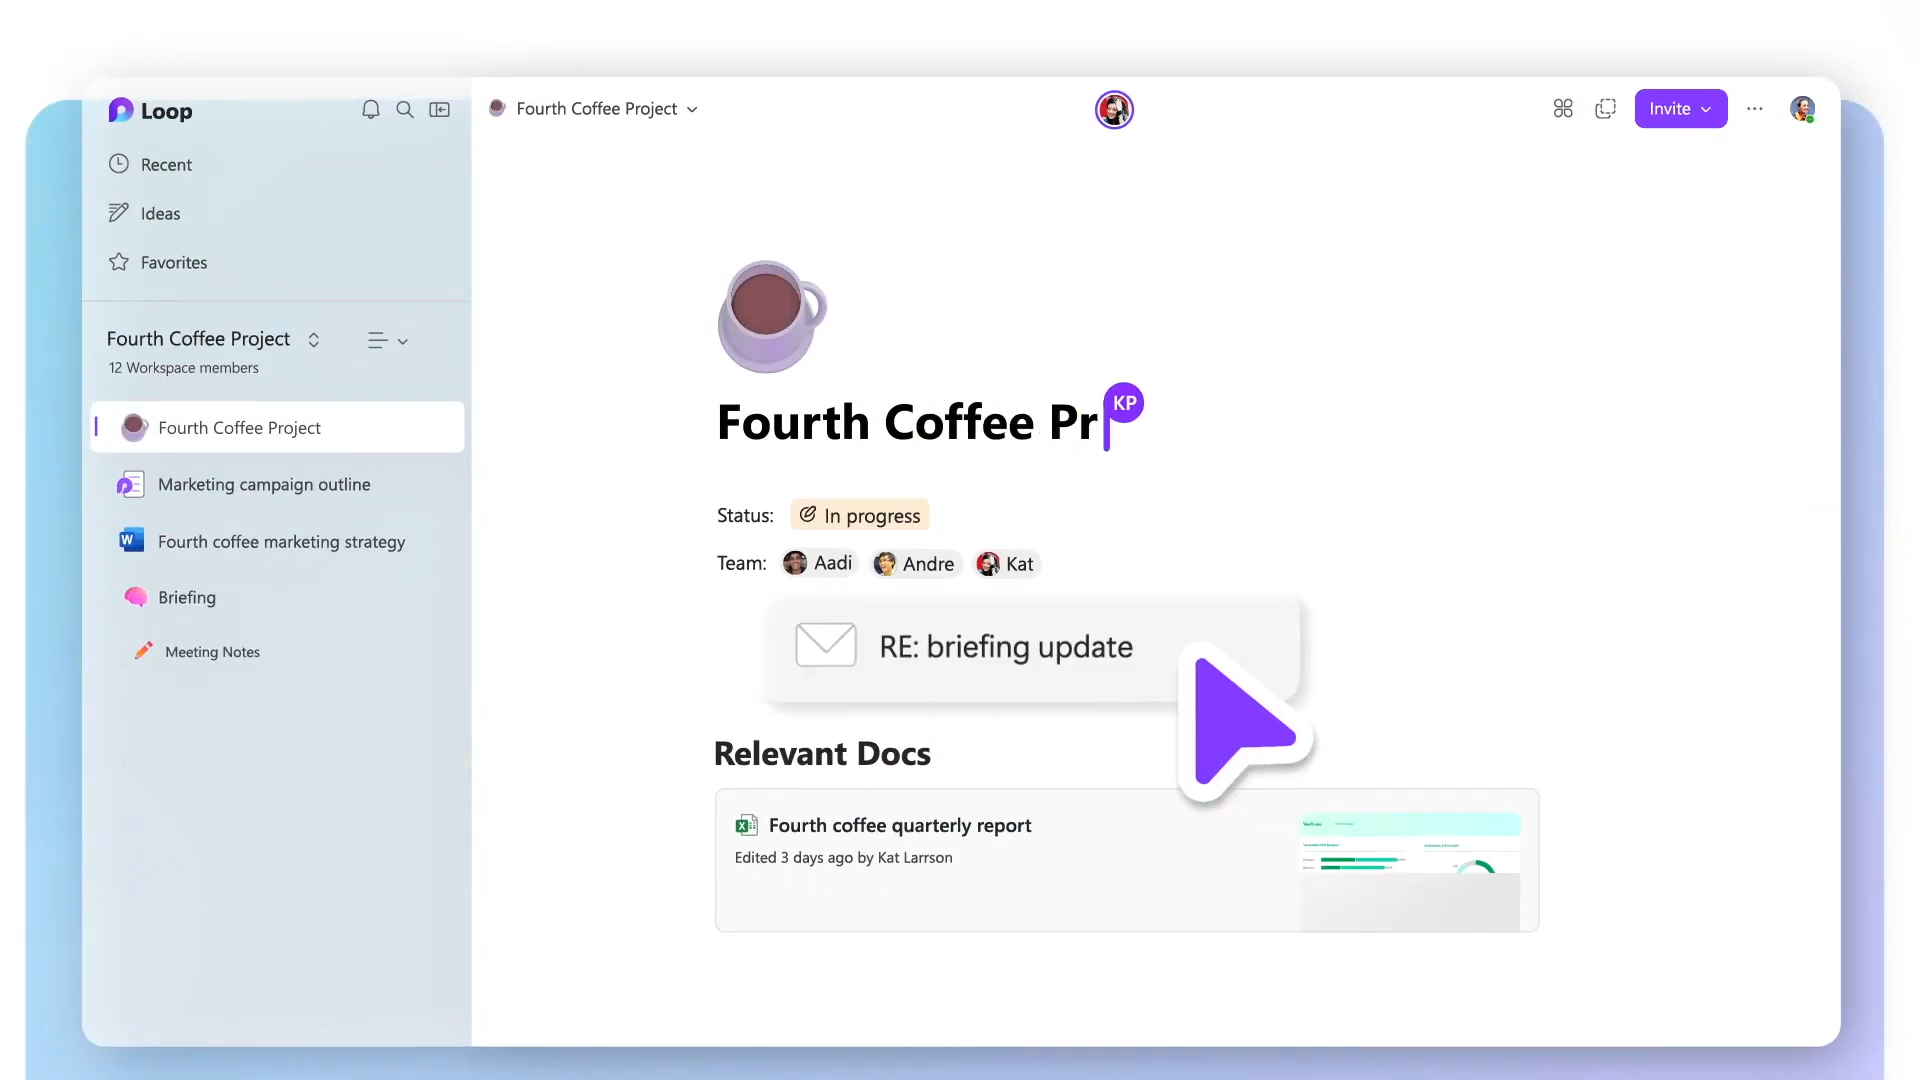 Loop
Fourth Coffee Project
Invite
Recent
Ideas
Favorites
Fourth Coffee Project
12 Workspace members
Fourth Coffee Project
Marketing campaign outline
Fourth coffee marketing strategy
Briefing
Meeting Notes
KP
Fourth Coffee Pr
Status: In progress
Team: Aadi Andre Kat
RE: briefing update
Relevant Docs
Fourth coffee quarterly report
Edited 3 days ago by Kat Larrson